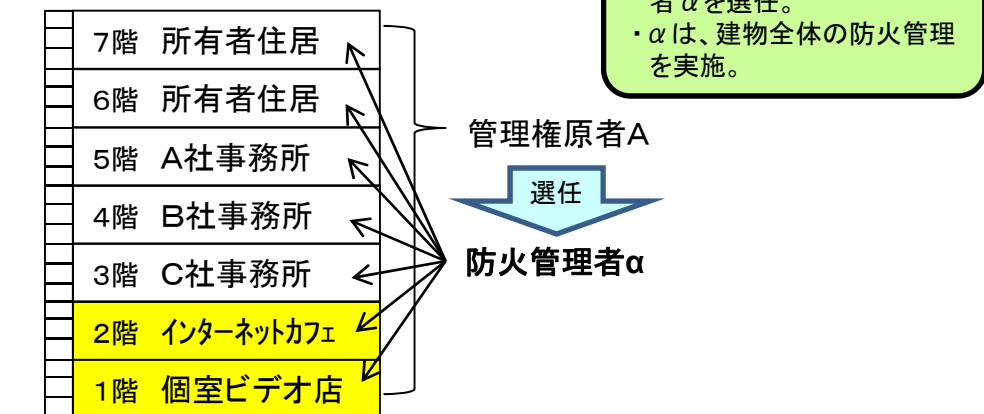 者αを選任。
・αは、建物全体の防火管理
を実施。
7階 所有者住居
6階 所有者住居
5階 A社事務所
4階 B社事務所
3階 C社事務所
2階 インターネットカフェ
1階 個室ビデオ店
管理権原者A
選任
防火管理者α